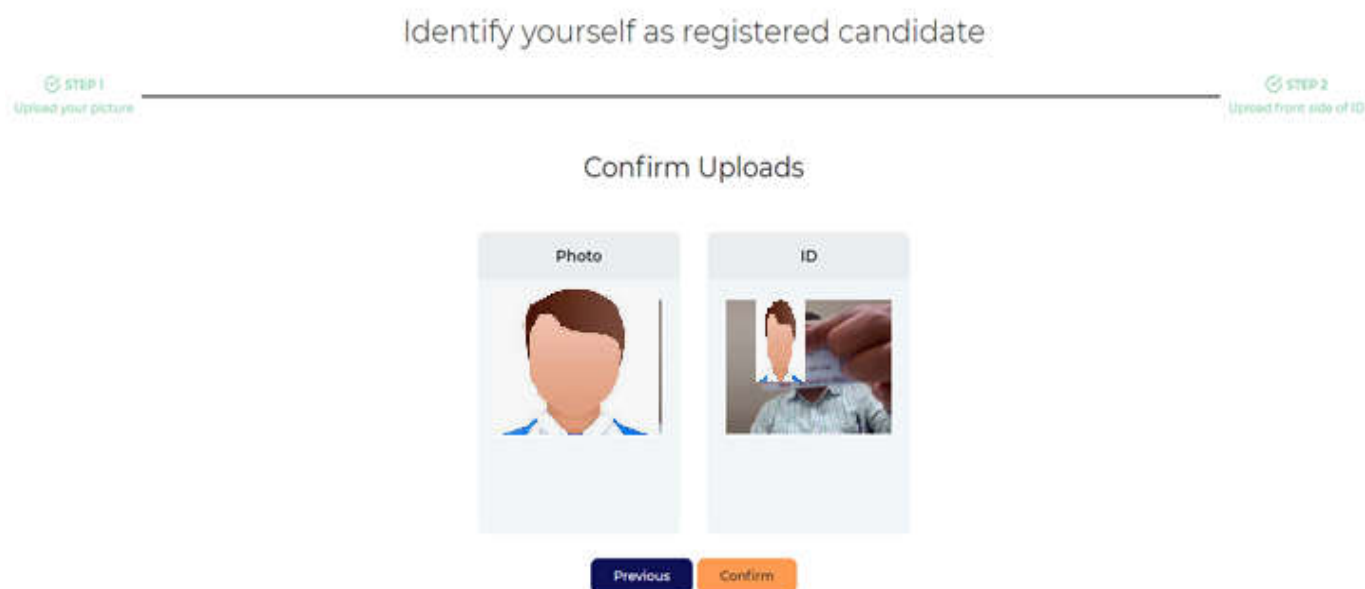 Identify yourself as registered candidate
STEP 1
Upload your picture
STEP 2
Upload front side of ID
Confirm Uploads
Photo
ID
Previous
Confirm